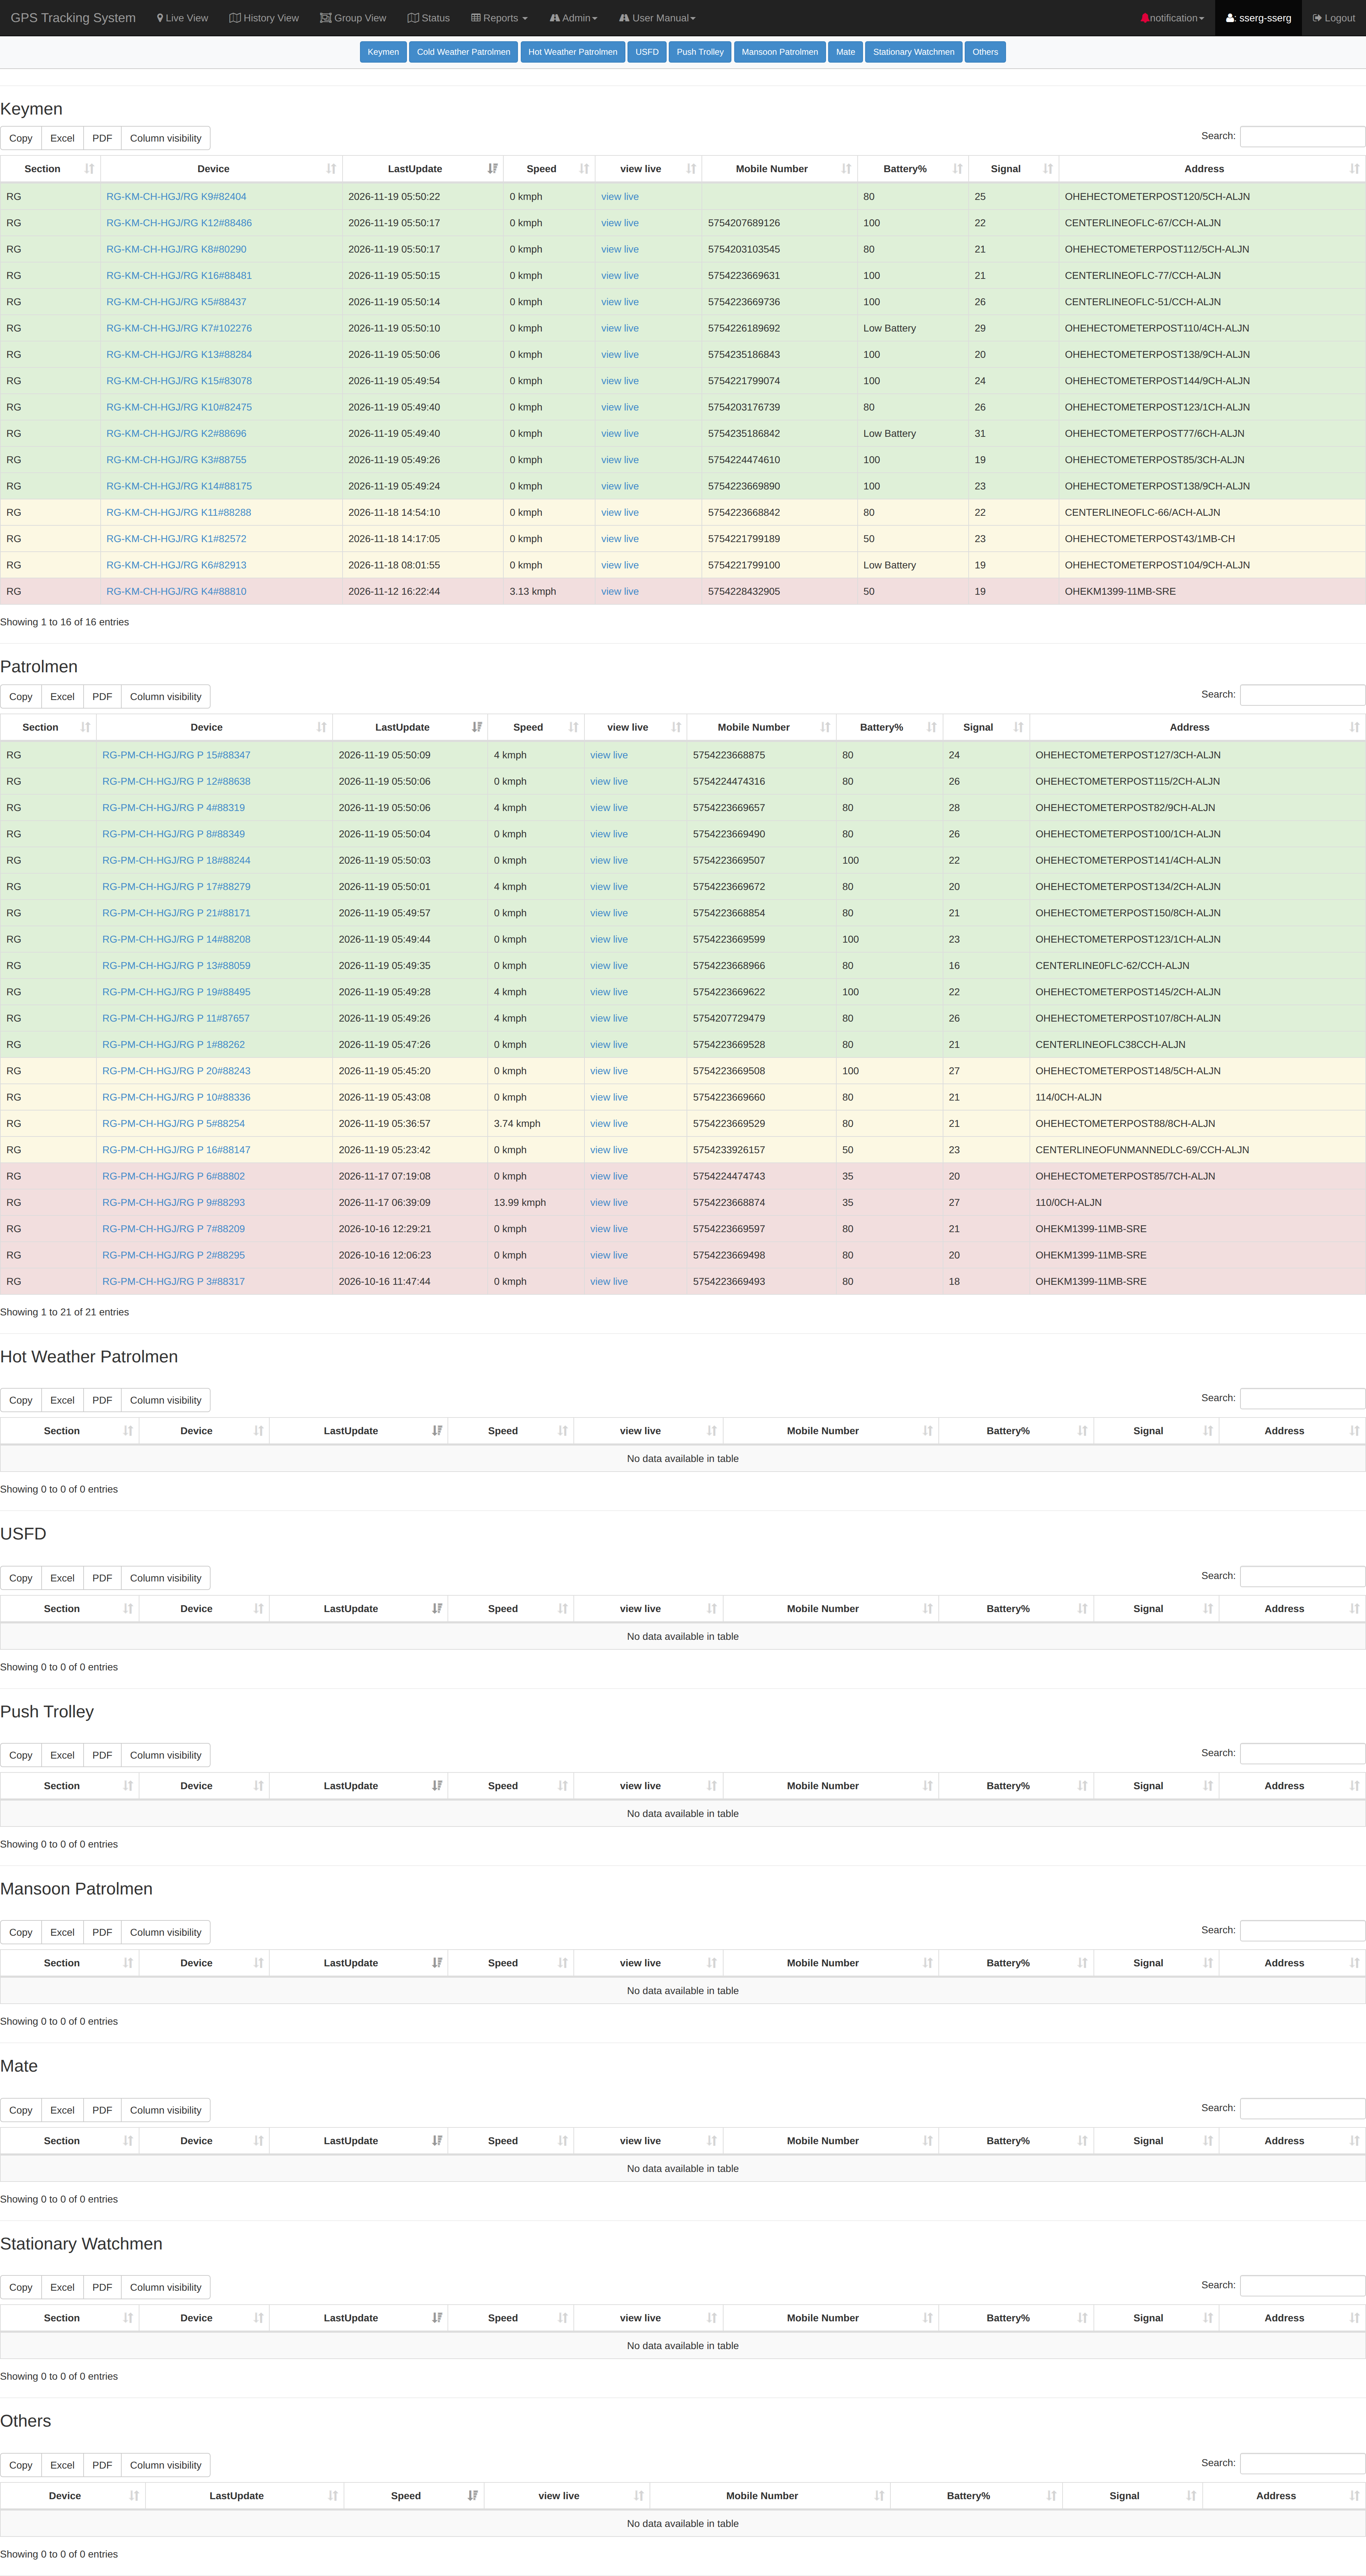 GPS Tracking System Live View History View Group View Status Reports Admin User Manual notification : sserg-sserg Logout
Keymen Cold Weather Patrolmen Hot Weather Patrolmen USFD Push Trolley Mansoon Patrolmen Mate Stationary Watchmen Others
Keymen
Copy Excel PDF Column visibility Search:
Section Device LastUpdate Speed view live Mobile Number Battery% Signal Address
RG RG-KM-CH-HGJ/RG K9#82404 2026-11-19 05:50:22 0 kmph view live 80 25 OHEHECTOMETERPOST120/5CH-ALJN
RG RG-KM-CH-HGJ/RG K12#88486 2026-11-19 05:50:17 0 kmph view live 5754207689126 100 22 CENTERLINEOFLC-67/CCH-ALJN
RG RG-KM-CH-HGJ/RG K8#80290 2026-11-19 05:50:17 0 kmph view live 5754203103545 80 21 OHEHECTOMETERPOST112/5CH-ALJN
RG RG-KM-CH-HGJ/RG K16#88481 2026-11-19 05:50:15 0 kmph view live 5754223669631 100 21 CENTERLINEOFLC-77/CCH-ALJN
RG RG-KM-CH-HGJ/RG K5#88437 2026-11-19 05:50:14 0 kmph view live 5754223669736 100 26 CENTERLINEOFLC-51/CCH-ALJN
RG RG-KM-CH-HGJ/RG K7#102276 2026-11-19 05:50:10 0 kmph view live 5754226189692 Low Battery 29 OHEHECTOMETERPOST110/4CH-ALJN
RG RG-KM-CH-HGJ/RG K13#88284 2026-11-19 05:50:06 0 kmph view live 5754235186843 100 20 OHEHECTOMETERPOST138/9CH-ALJN
RG RG-KM-CH-HGJ/RG K15#83078 2026-11-19 05:49:54 0 kmph view live 5754221799074 100 24 OHEHECTOMETERPOST144/9CH-ALJN
RG RG-KM-CH-HGJ/RG K10#82475 2026-11-19 05:49:40 0 kmph view live 5754203176739 80 26 OHEHECTOMETERPOST123/1CH-ALJN
RG RG-KM-CH-HGJ/RG K2#88696 2026-11-19 05:49:40 0 kmph view live 5754235186842 Low Battery 31 OHEHECTOMETERPOST77/6CH-ALJN
RG RG-KM-CH-HGJ/RG K3#88755 2026-11-19 05:49:26 0 kmph view live 5754224474610 100 19 OHEHECTOMETERPOST85/3CH-ALJN
RG RG-KM-CH-HGJ/RG K14#88175 2026-11-19 05:49:24 0 kmph view live 5754223669890 100 23 OHEHECTOMETERPOST138/9CH-ALJN
RG RG-KM-CH-HGJ/RG K11#88288 2026-11-18 14:54:10 0 kmph view live 5754223668842 80 22 CENTERLINEOFLC-66/ACH-ALJN
RG RG-KM-CH-HGJ/RG K1#82572 2026-11-18 14:17:05 0 kmph view live 5754221799189 50 23 OHEHECTOMETERPOST43/1MB-CH
RG RG-KM-CH-HGJ/RG K6#82913 2026-11-18 08:01:55 0 kmph view live 5754221799100 Low Battery 19 OHEHECTOMETERPOST104/9CH-ALJN
RG RG-KM-CH-HGJ/RG K4#88810 2026-11-12 16:22:44 3.13 kmph view live 5754228432905 50 19 OHEKM1399-11MB-SRE
Showing 1 to 16 of 16 entries
Patrolmen
Copy Excel PDF Column visibility Search:
Section Device LastUpdate Speed view live Mobile Number Battery% Signal Address
RG RG-PM-CH-HGJ/RG P 15#88347 2026-11-19 05:50:09 4 kmph view live 5754223668875 80 24 OHEHECTOMETERPOST127/3CH-ALJN
RG RG-PM-CH-HGJ/RG P 12#88638 2026-11-19 05:50:06 0 kmph view live 5754224474316 80 26 OHEHECTOMETERPOST115/2CH-ALJN
RG RG-PM-CH-HGJ/RG P 4#88319 2026-11-19 05:50:06 4 kmph view live 5754223669657 80 28 OHEHECTOMETERPOST82/9CH-ALJN
RG RG-PM-CH-HGJ/RG P 8#88349 2026-11-19 05:50:04 0 kmph view live 5754223669490 80 26 OHEHECTOMETERPOST100/1CH-ALJN
RG RG-PM-CH-HGJ/RG P 18#88244 2026-11-19 05:50:03 0 kmph view live 5754223669507 100 22 OHEHECTOMETERPOST141/4CH-ALJN
RG RG-PM-CH-HGJ/RG P 17#88279 2026-11-19 05:50:01 4 kmph view live 5754223669672 80 20 OHEHECTOMETERPOST134/2CH-ALJN
RG RG-PM-CH-HGJ/RG P 21#88171 2026-11-19 05:49:57 0 kmph view live 5754223668854 80 21 OHEHECTOMETERPOST150/8CH-ALJN
RG RG-PM-CH-HGJ/RG P 14#88208 2026-11-19 05:49:44 0 kmph view live 5754223669599 100 23 OHEHECTOMETERPOST123/1CH-ALJN
RG RG-PM-CH-HGJ/RG P 13#88059 2026-11-19 05:49:35 0 kmph view live 5754223668966 80 16 CENTERLINE0FLC-62/CCH-ALJN
RG RG-PM-CH-HGJ/RG P 19#88495 2026-11-19 05:49:28 4 kmph view live 5754223669622 100 22 OHEHECTOMETERPOST145/2CH-ALJN
RG RG-PM-CH-HGJ/RG P 11#87657 2026-11-19 05:49:26 4 kmph view live 5754207729479 80 26 OHEHECTOMETERPOST107/8CH-ALJN
RG RG-PM-CH-HGJ/RG P 1#88262 2026-11-19 05:47:26 0 kmph view live 5754223669528 80 21 CENTERLINEOFLC38CCH-ALJN
RG RG-PM-CH-HGJ/RG P 20#88243 2026-11-19 05:45:20 0 kmph view live 5754223669508 100 27 OHEHECTOMETERPOST148/5CH-ALJN
RG RG-PM-CH-HGJ/RG P 10#88336 2026-11-19 05:43:08 0 kmph view live 5754223669660 80 21 114/0CH-ALJN
RG RG-PM-CH-HGJ/RG P 5#88254 2026-11-19 05:36:57 3.74 kmph view live 5754223669529 80 21 OHEHECTOMETERPOST88/8CH-ALJN
RG RG-PM-CH-HGJ/RG P 16#88147 2026-11-19 05:23:42 0 kmph view live 5754233926157 50 23 CENTERLINEOFUNMANNEDLC-69/CCH-ALJN
RG RG-PM-CH-HGJ/RG P 6#88802 2026-11-17 07:19:08 0 kmph view live 5754224474743 35 20 OHEHECTOMETERPOST85/7CH-ALJN
RG RG-PM-CH-HGJ/RG P 9#88293 2026-11-17 06:39:09 13.99 kmph view live 5754223668874 35 27 110/0CH-ALJN
RG RG-PM-CH-HGJ/RG P 7#88209 2026-10-16 12:29:21 0 kmph view live 5754223669597 80 21 OHEKM1399-11MB-SRE
RG RG-PM-CH-HGJ/RG P 2#88295 2026-10-16 12:06:23 0 kmph view live 5754223669498 80 20 OHEKM1399-11MB-SRE
RG RG-PM-CH-HGJ/RG P 3#88317 2026-10-16 11:47:44 0 kmph view live 5754223669493 80 18 OHEKM1399-11MB-SRE
Showing 1 to 21 of 21 entries
Hot Weather Patrolmen
Copy Excel PDF Column visibility Search:
Section Device LastUpdate Speed view live Mobile Number Battery% Signal Address
No data available in table
Showing 0 to 0 of 0 entries
USFD
Copy Excel PDF Column visibility Search:
Section Device LastUpdate Speed view live Mobile Number Battery% Signal Address
No data available in table
Showing 0 to 0 of 0 entries
Push Trolley
Copy Excel PDF Column visibility Search:
Section Device LastUpdate Speed view live Mobile Number Battery% Signal Address
No data available in table
Showing 0 to 0 of 0 entries
Mansoon Patrolmen
Copy Excel PDF Column visibility Search:
Section Device LastUpdate Speed view live Mobile Number Battery% Signal Address
No data available in table
Showing 0 to 0 of 0 entries
Mate
Copy Excel PDF Column visibility Search:
Section Device LastUpdate Speed view live Mobile Number Battery% Signal Address
No data available in table
Showing 0 to 0 of 0 entries
Stationary Watchmen
Copy Excel PDF Column visibility Search:
Section Device LastUpdate Speed view live Mobile Number Battery% Signal Address
No data available in table
Showing 0 to 0 of 0 entries
Others
Copy Excel PDF Column visibility Search:
Device LastUpdate Speed view live Mobile Number Battery% Signal Address
No data available in table
Showing 0 to 0 of 0 entries